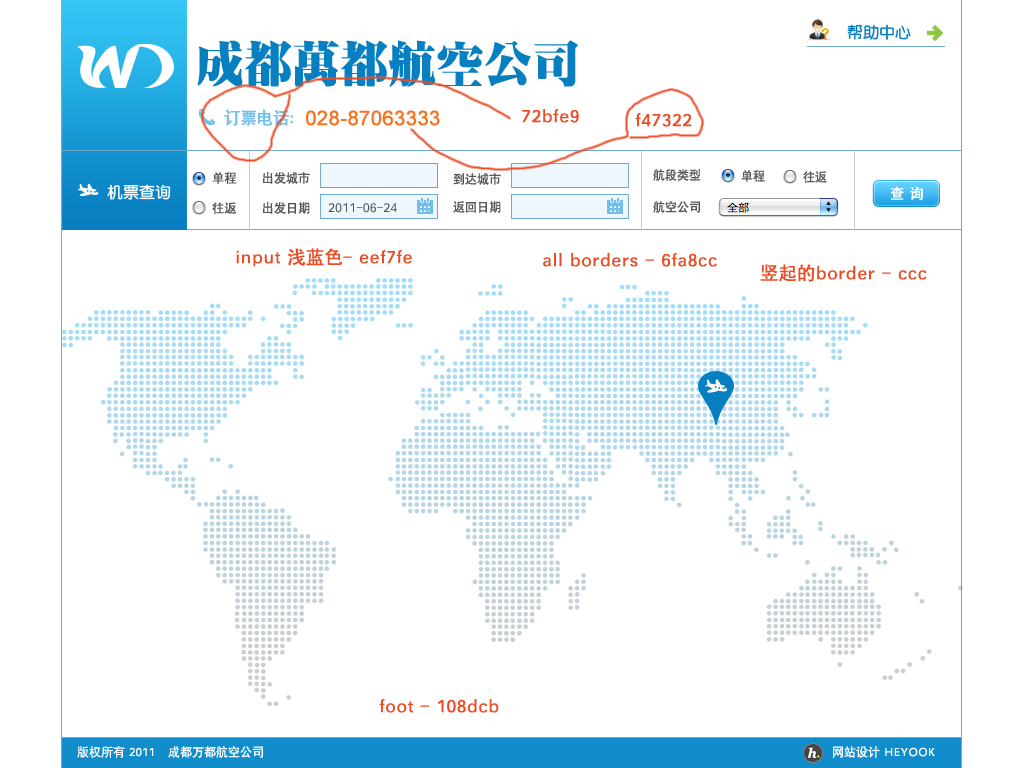 帮助中心
成都萬都航空公司
订票电话: 028-87063333
72bfe9
f47322
机票查询
单程
往返
出发城市
到达城市
出发日期 2011-06-24
返回日期
航段类型 单程 往返
航空公司 全部
查 询
input 浅蓝色- eef7fe
all borders - 6fa8cc
竖起的border - ccc
foot - 108dcb
版权所有 2011 成都万都航空公司
h. 网站设计 HEYOOK